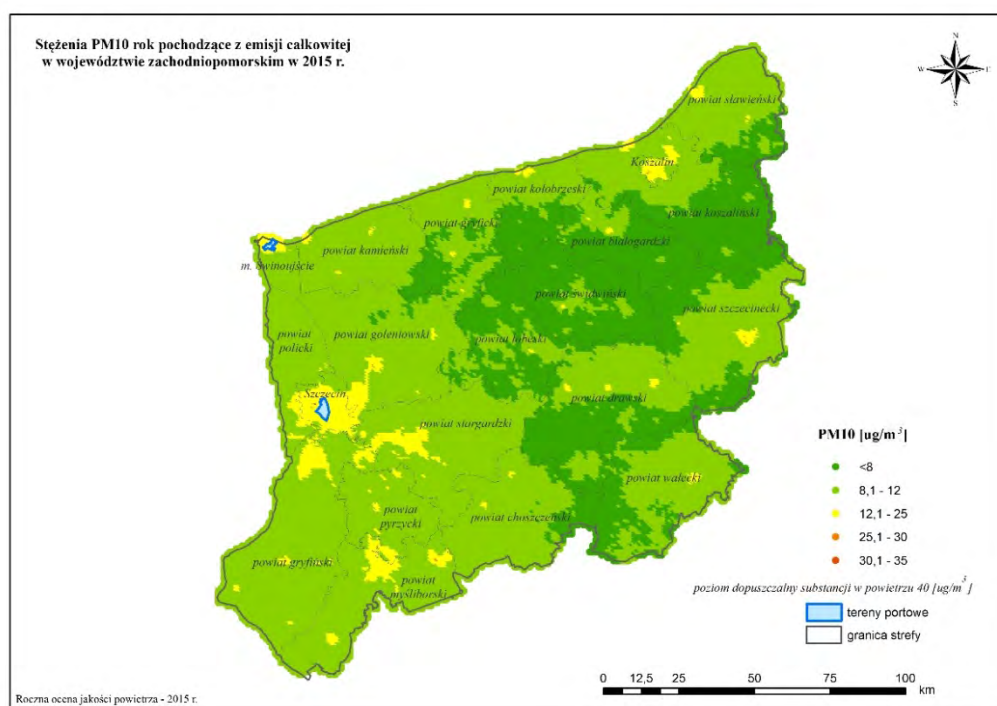 Stężenia PM10 rok pochodzące z emisji całkowitej
w województwie zachodniopomorskim w 2015 r.
N
W
E
S
powiat sławieński
Koszalin
powiat kołobrzeski
powiat gryficki
powiat koszaliński
powiat białogardzki
powiat kamieński
m. Świnoujście
powiat świdwiński
powiat szczecinecki
powiat
policki
powiat goleniowski
powiat łobeski
Szczecin
powiat drawski
powiat stargardzki
powiat wałecki
powiat
pyrzycki
powiat choszczeński
powiat gryfiński
powiat
myśliborski
PM10 [ug/m³]
<8
8,1 - 12
12,1 - 25
25,1 - 30
30,1 - 35
poziom dopuszczalny substancji w powietrzu 40 [ug/m³]
tereny portowe
granica strefy
0 12,5 25 50 75 100
km
Roczna ocena jakości powietrza - 2015 r.